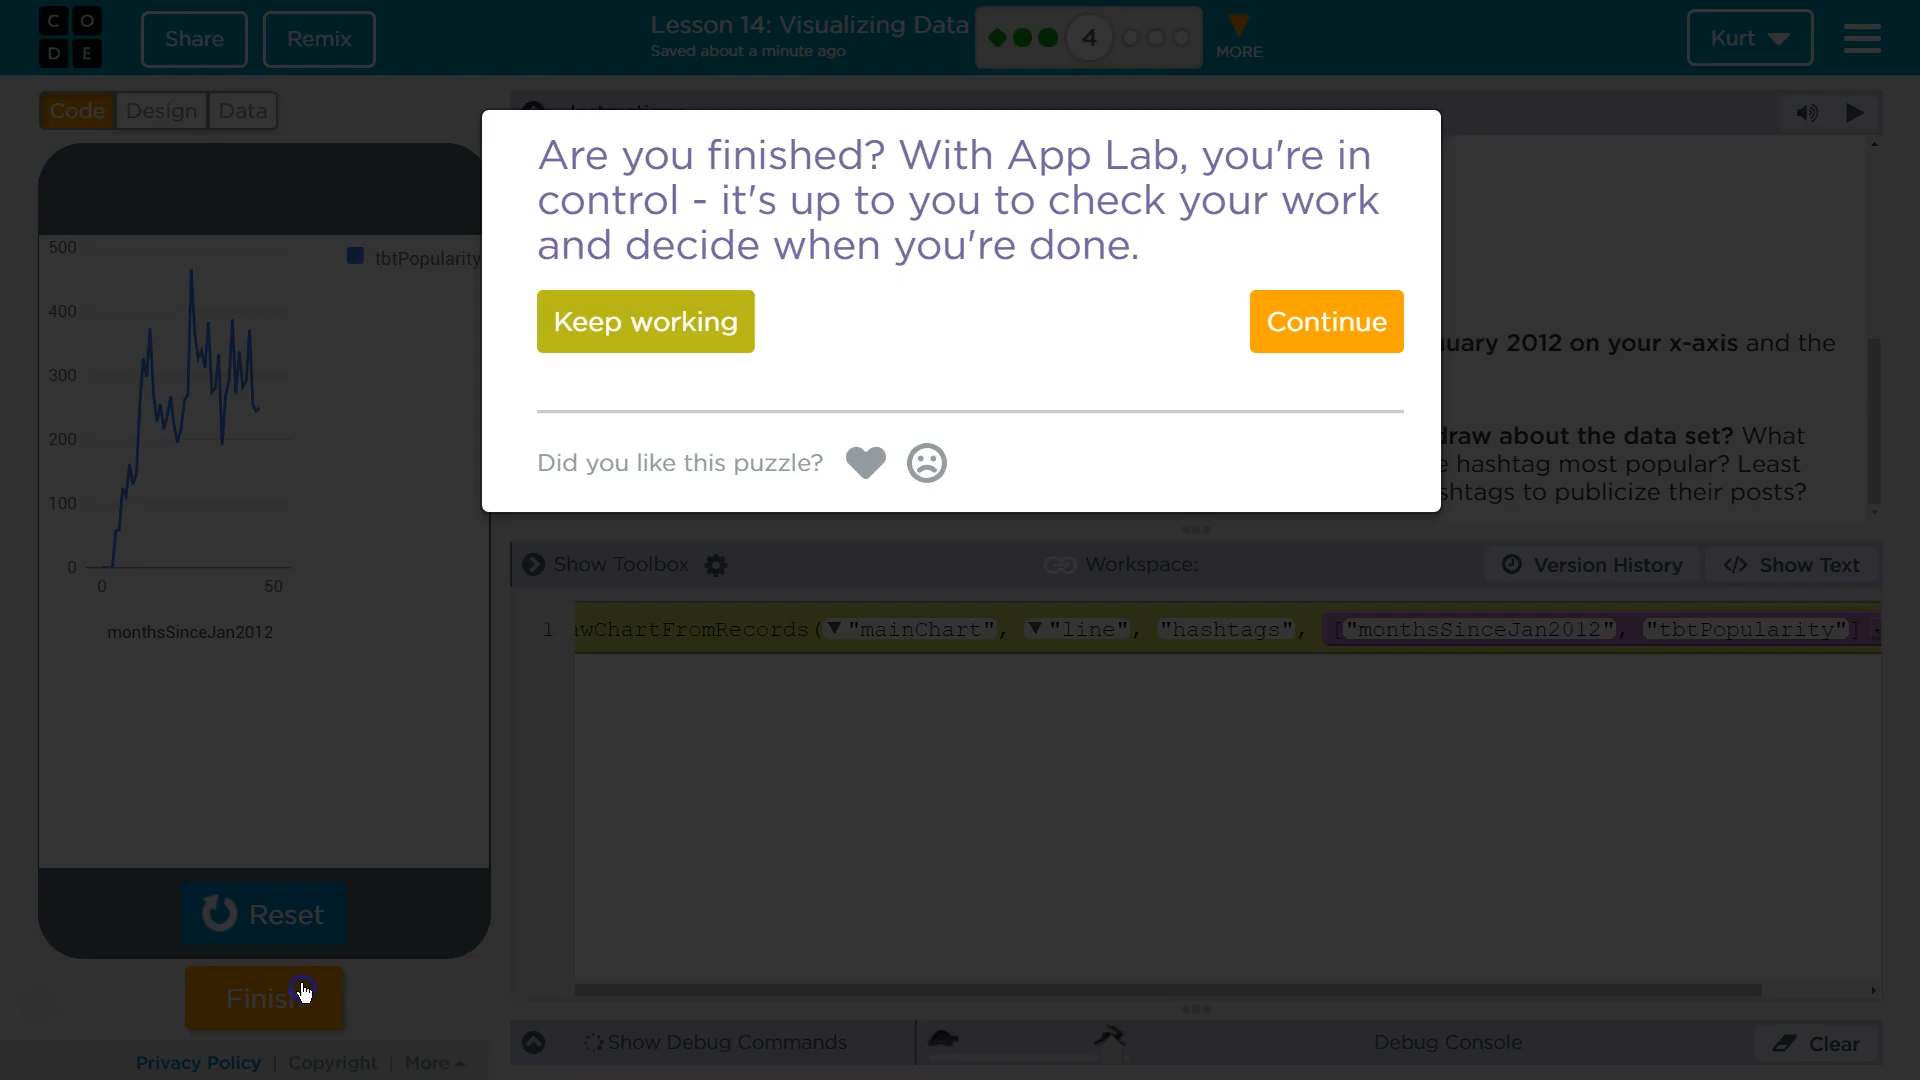 C O
D E
Share
Remix
Lesson 14: Visualizing Data
Saved about a minute ago
4
MORE
Kurt
Code
Design
Data
Are you finished? With App Lab, you're in
control - it's up to you to check your work
and decide when you're done.
Keep working
Continue
Did you like this puzzle?
500
400
300
200
100
0
0
50
tbtPopularity
monthsSinceJan2012
uary 2012 on your x-axis and the
draw about the data set? What
e hashtag most popular? Least
shtags to publicize their posts?
Show Toolbox
Workspace:
Version History
</> Show Text
1
awChartFromRecords(▼"mainChart", ▼"line", "hashtags", ["monthsSinceJan2012", "tbtPopularity"]
Reset
Finish
Show Debug Commands
Debug Console
Clear
Privacy Policy | Copyright | More